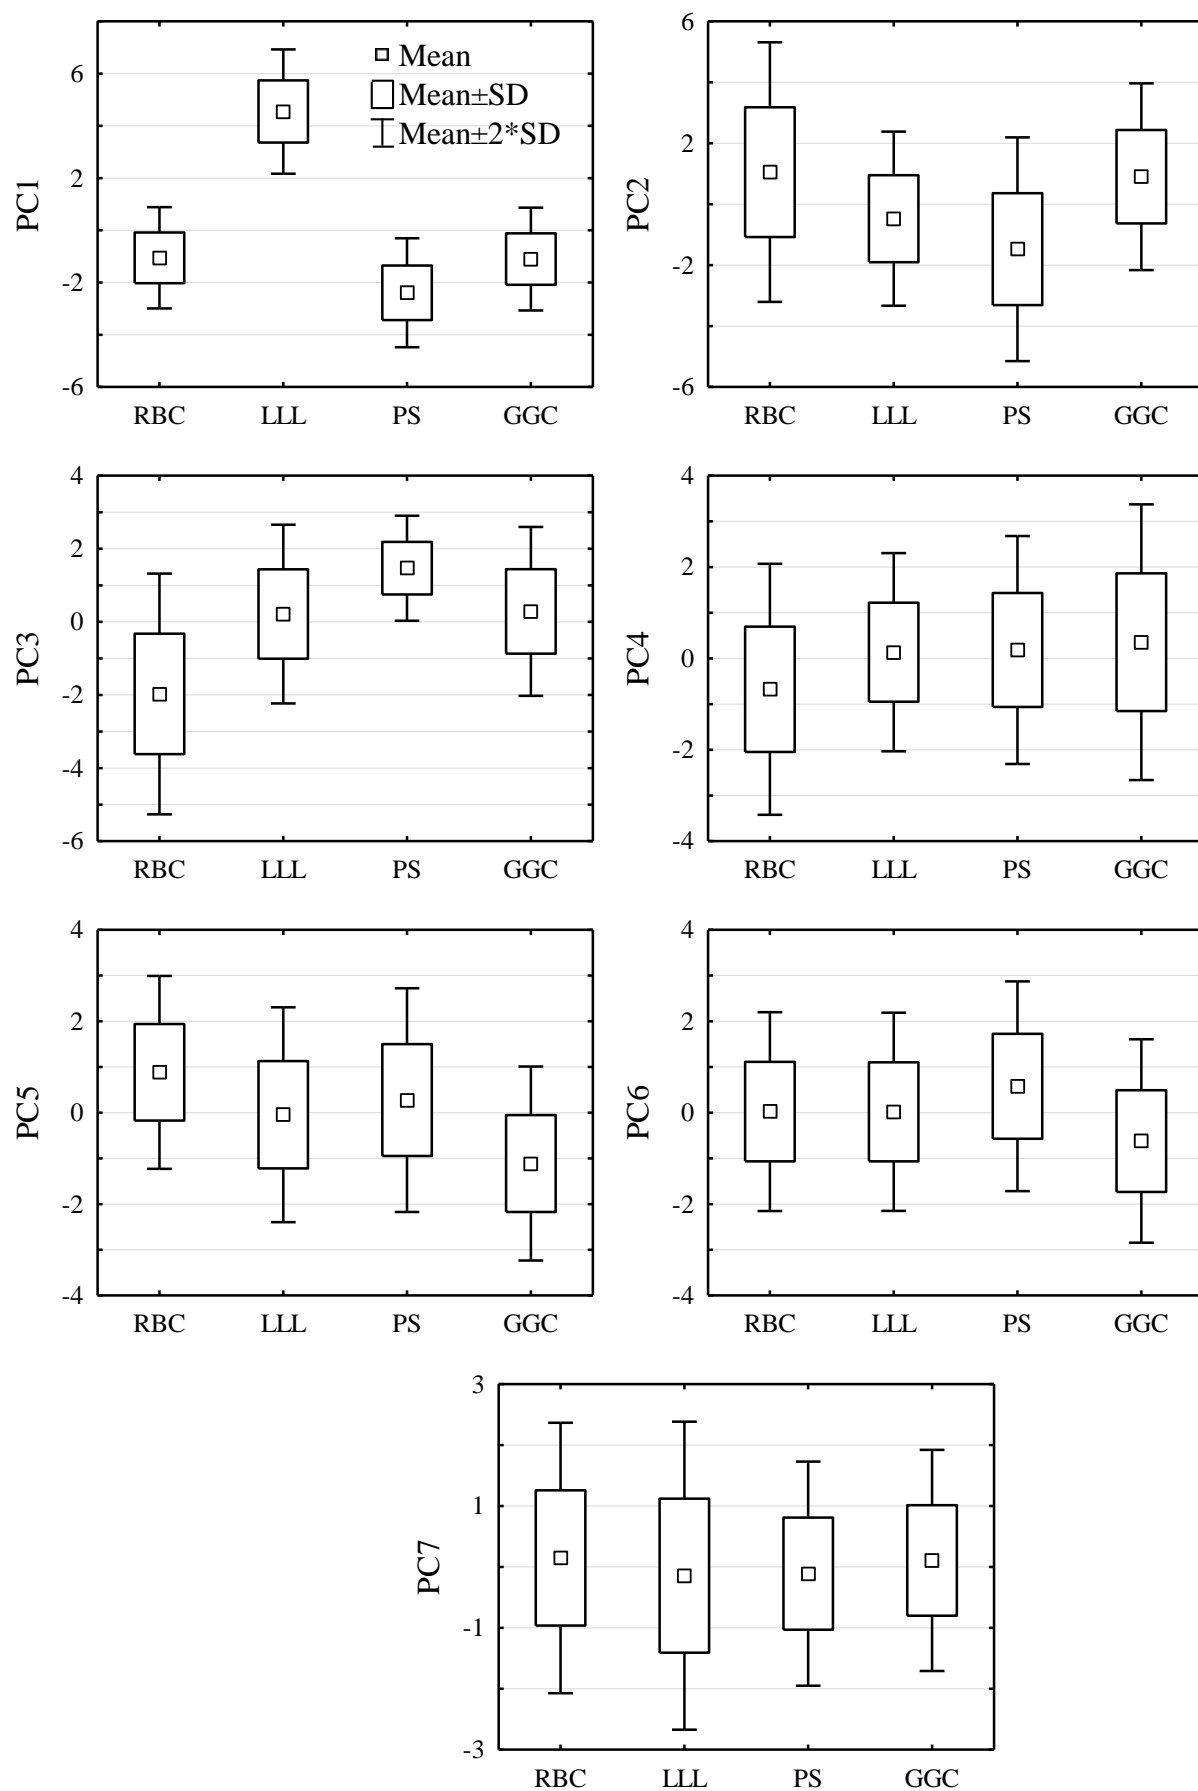 PC1
6
2
-2
-6
Mean
Mean±SD
Mean±2*SD
RBC LLL PS GGC
PC2
6
2
-2
-6
RBC LLL PS GGC
PC3
4
2
0
-2
-4
-6
RBC LLL PS GGC
PC4
4
2
0
-2
-4
RBC LLL PS GGC
PC5
4
2
0
-2
-4
RBC LLL PS GGC
PC6
4
2
0
-2
-4
RBC LLL PS GGC
PC7
3
1
-1
-3
RBC LLL PS GGC